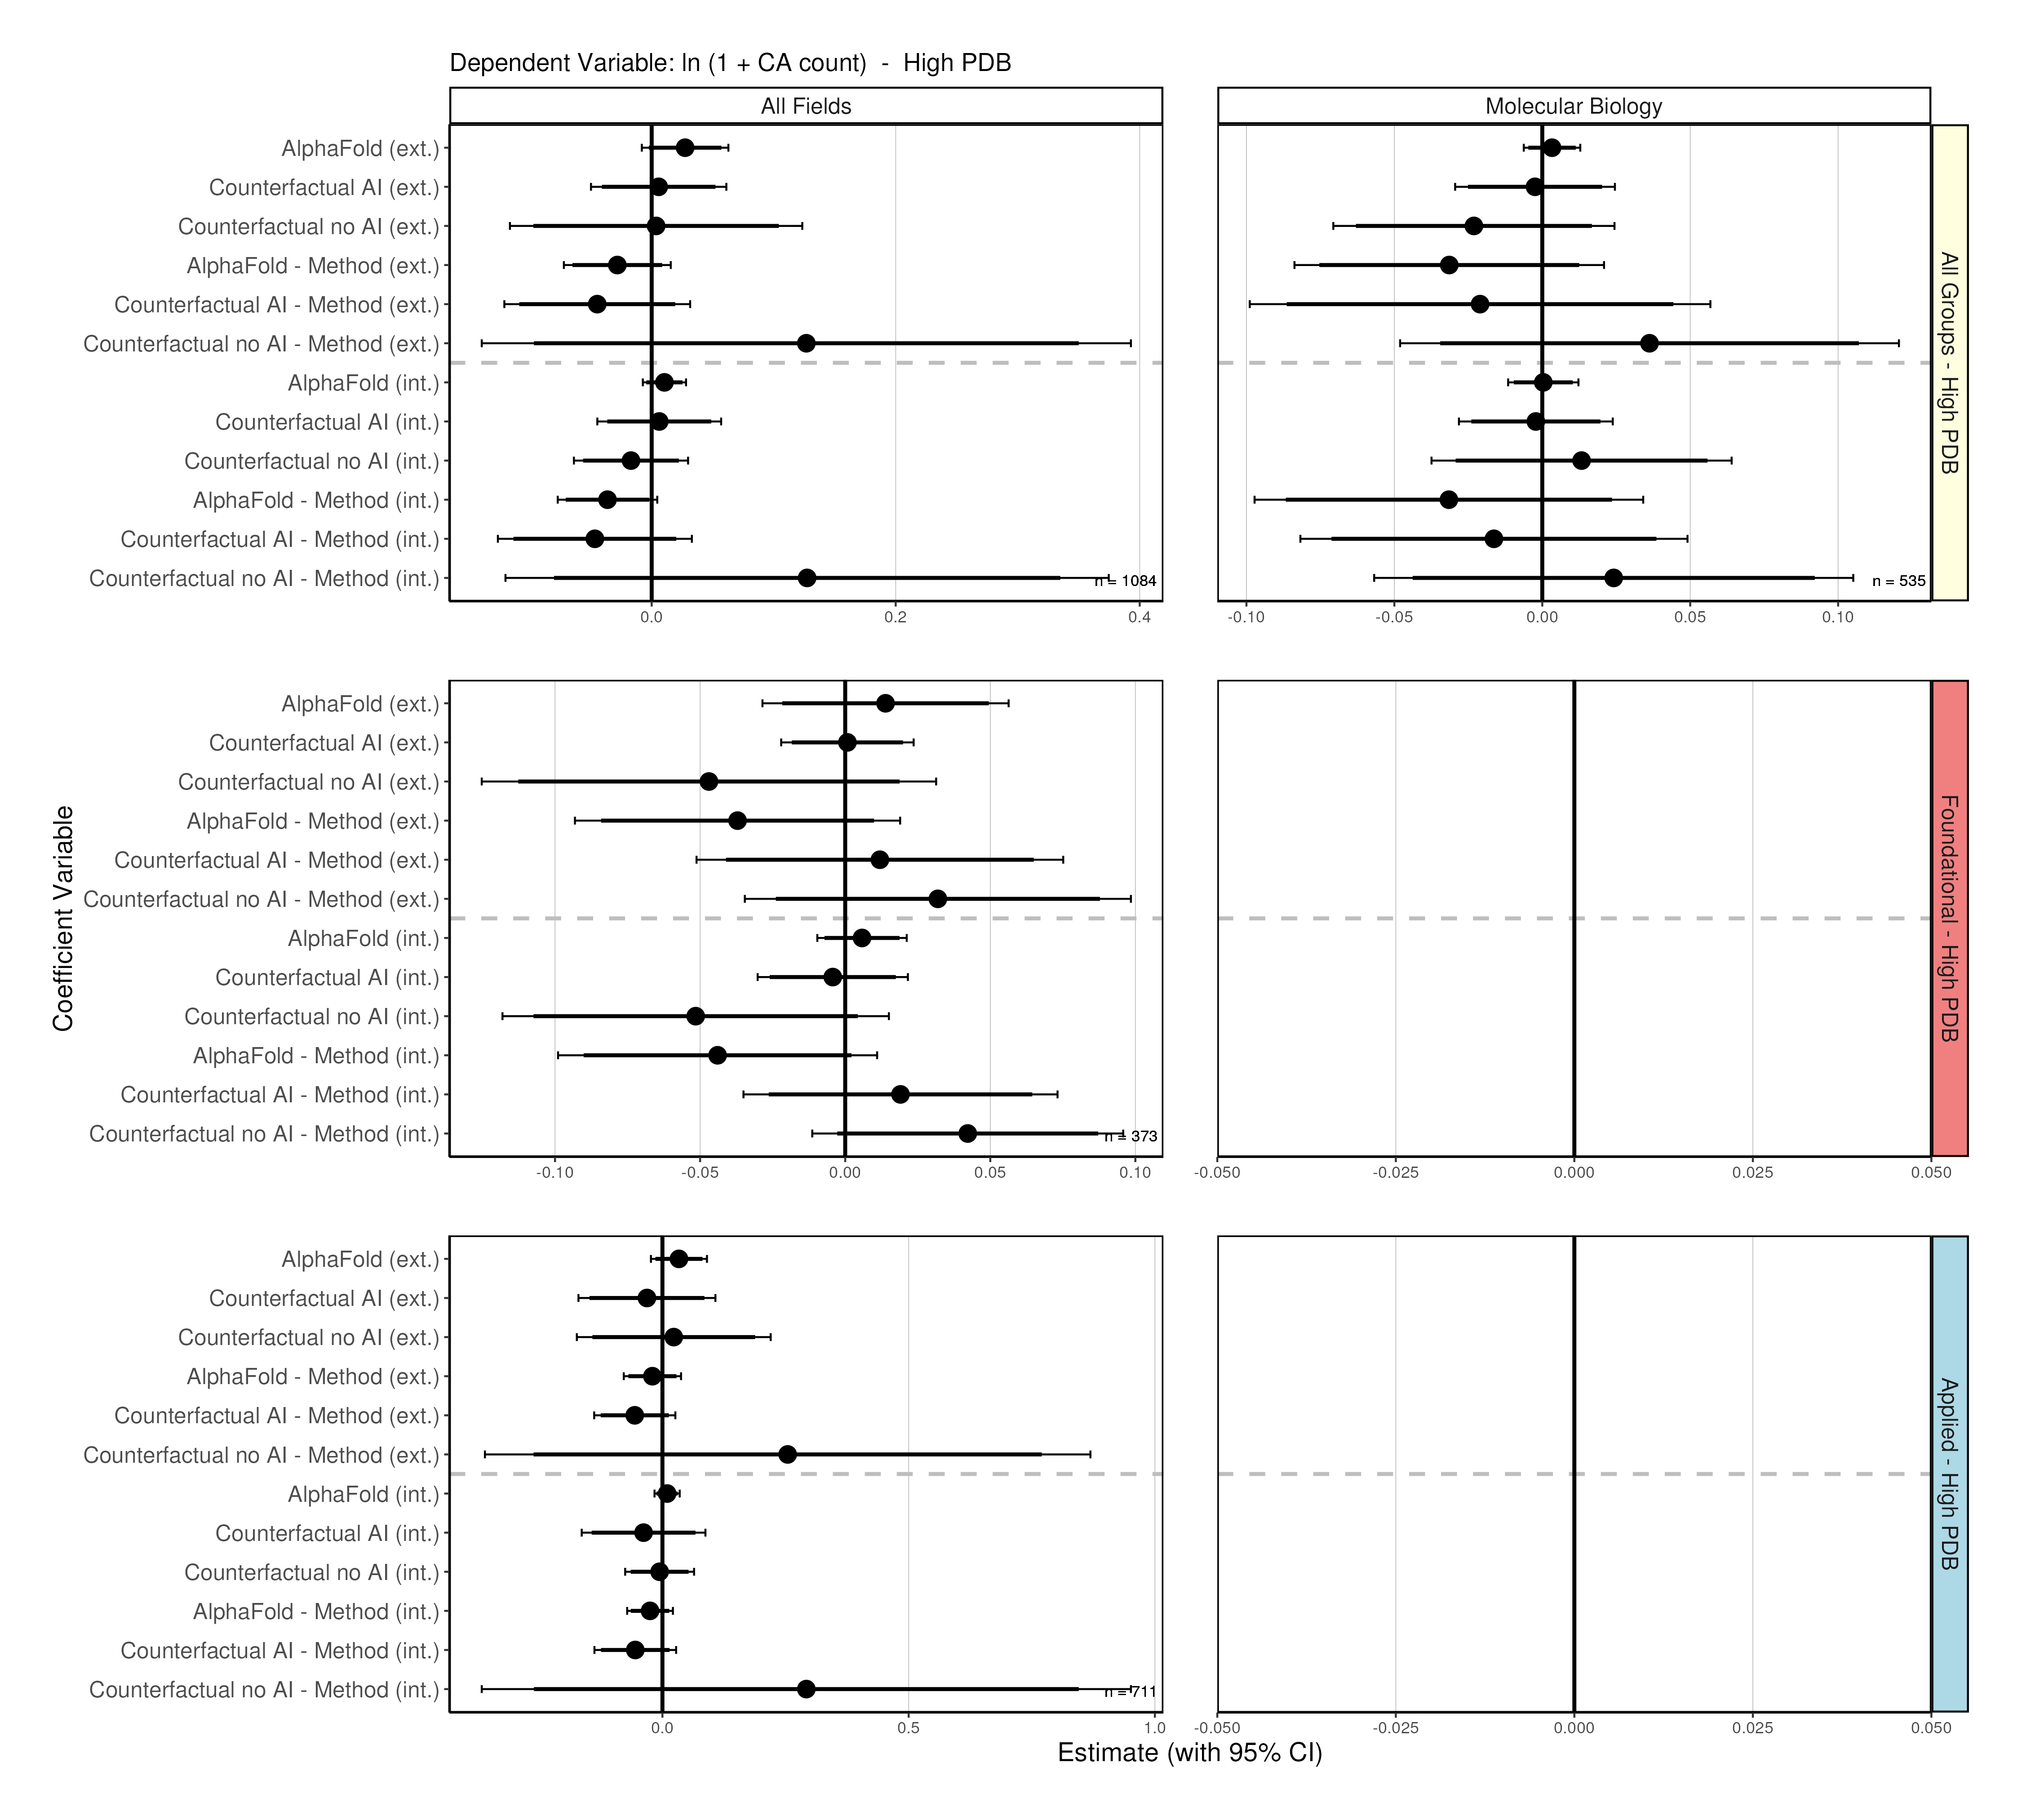 Dependent Variable: ln (1 + CA count)  -  High PDB
All Fields
Molecular Biology
AlphaFold (ext.)
Counterfactual AI (ext.)
Counterfactual no AI (ext.)
AlphaFold - Method (ext.)
Counterfactual AI - Method (ext.)
Counterfactual no AI - Method (ext.)
AlphaFold (int.)
Counterfactual AI (int.)
Counterfactual no AI (int.)
AlphaFold - Method (int.)
Counterfactual AI - Method (int.)
Counterfactual no AI - Method (int.)
n = 1084
n = 535
All Groups - High PDB
0.0 0.2 0.4
-0.10 -0.05 0.00 0.05 0.10
Coefficient Variable
AlphaFold (ext.)
Counterfactual AI (ext.)
Counterfactual no AI (ext.)
AlphaFold - Method (ext.)
Counterfactual AI - Method (ext.)
Counterfactual no AI - Method (ext.)
AlphaFold (int.)
Counterfactual AI (int.)
Counterfactual no AI (int.)
AlphaFold - Method (int.)
Counterfactual AI - Method (int.)
Counterfactual no AI - Method (int.)
n = 373
Foundational - High PDB
-0.10 -0.05 0.00 0.05 0.10
-0.050 -0.025 0.000 0.025 0.050
AlphaFold (ext.)
Counterfactual AI (ext.)
Counterfactual no AI (ext.)
AlphaFold - Method (ext.)
Counterfactual AI - Method (ext.)
Counterfactual no AI - Method (ext.)
AlphaFold (int.)
Counterfactual AI (int.)
Counterfactual no AI (int.)
AlphaFold - Method (int.)
Counterfactual AI - Method (int.)
Counterfactual no AI - Method (int.)
n = 711
Applied - High PDB
0.0 0.5 1.0
-0.050 -0.025 0.000 0.025 0.050
Estimate (with 95% CI)